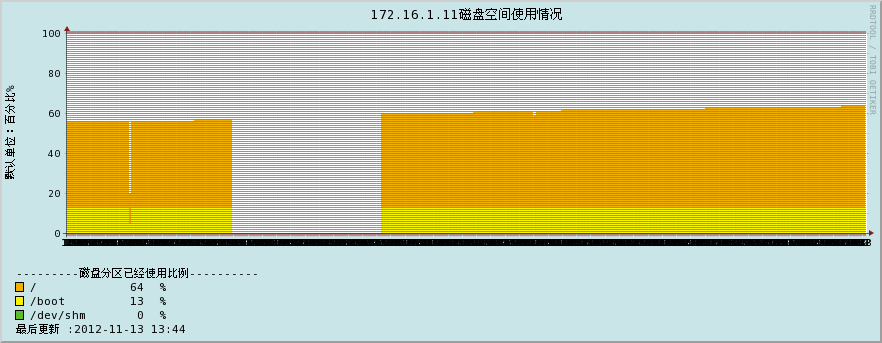 172.16.1.11磁盘空间使用情况
RRDTOOL / TOBI OETIKER
默认单位：百分比%
100
80
60
40
20
0
---------磁盘分区已经使用比例----------
/ 64 %
/boot 13 %
/dev/shm 0 %
最后更新 :2012-11-13 13:44